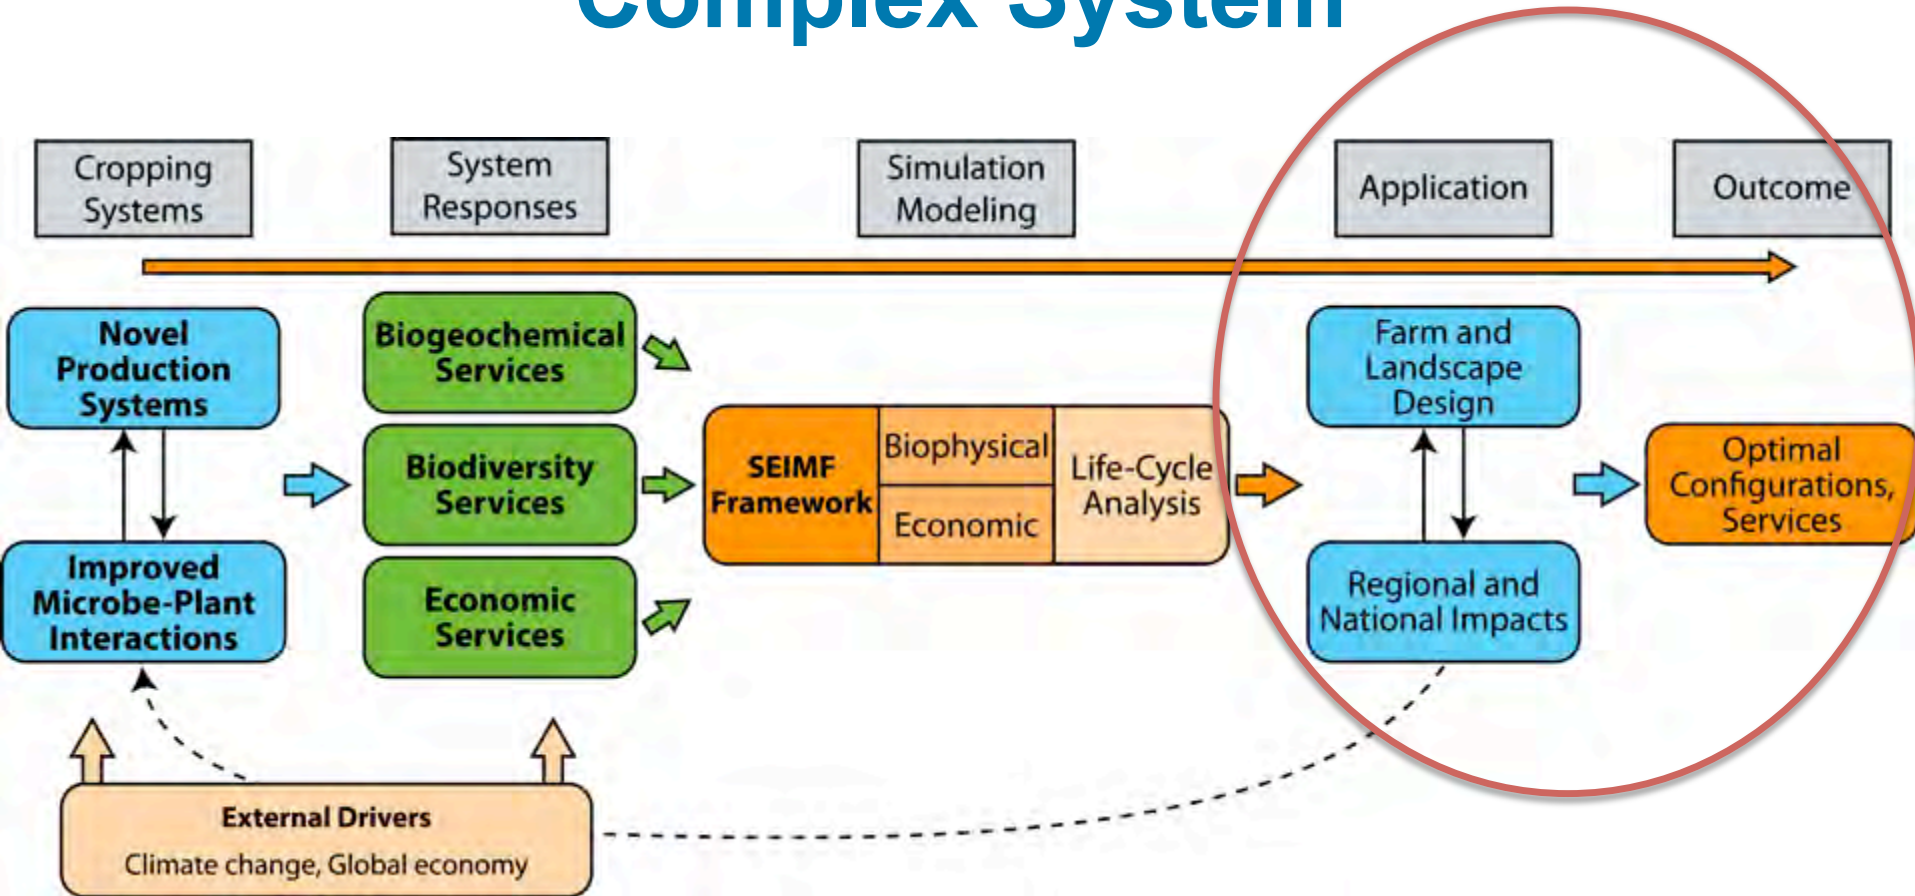 Complex System
Cropping
Systems
System
Responses
Simulation
Modeling
Application
Outcome
Novel
Production
Systems
Improved
Microbe-Plant
Interactions
Biogeochemical
Services
Biodiversity
Services
Economic
Services
SEIMF
Framework
Biophysical
Economic
Life-Cycle
Analysis
Farm and
Landscape
Design
Regional and
National Impacts
Optimal
Configurations,
Services
External Drivers
Climate change, Global economy